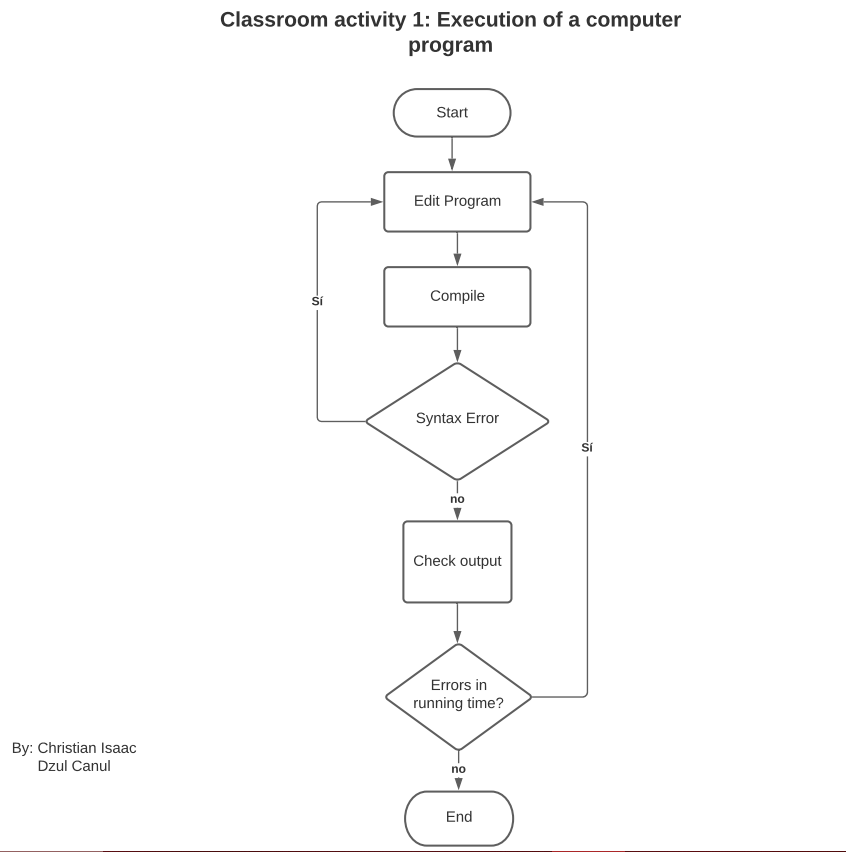 Classroom activity 1: Execution of a computer
program
Start
Edit Program
Compile
Sí
Syntax Error
Sí
no
Check output
Errors in
running time?
By: Christian Isaac
Dzul Canul
no
End